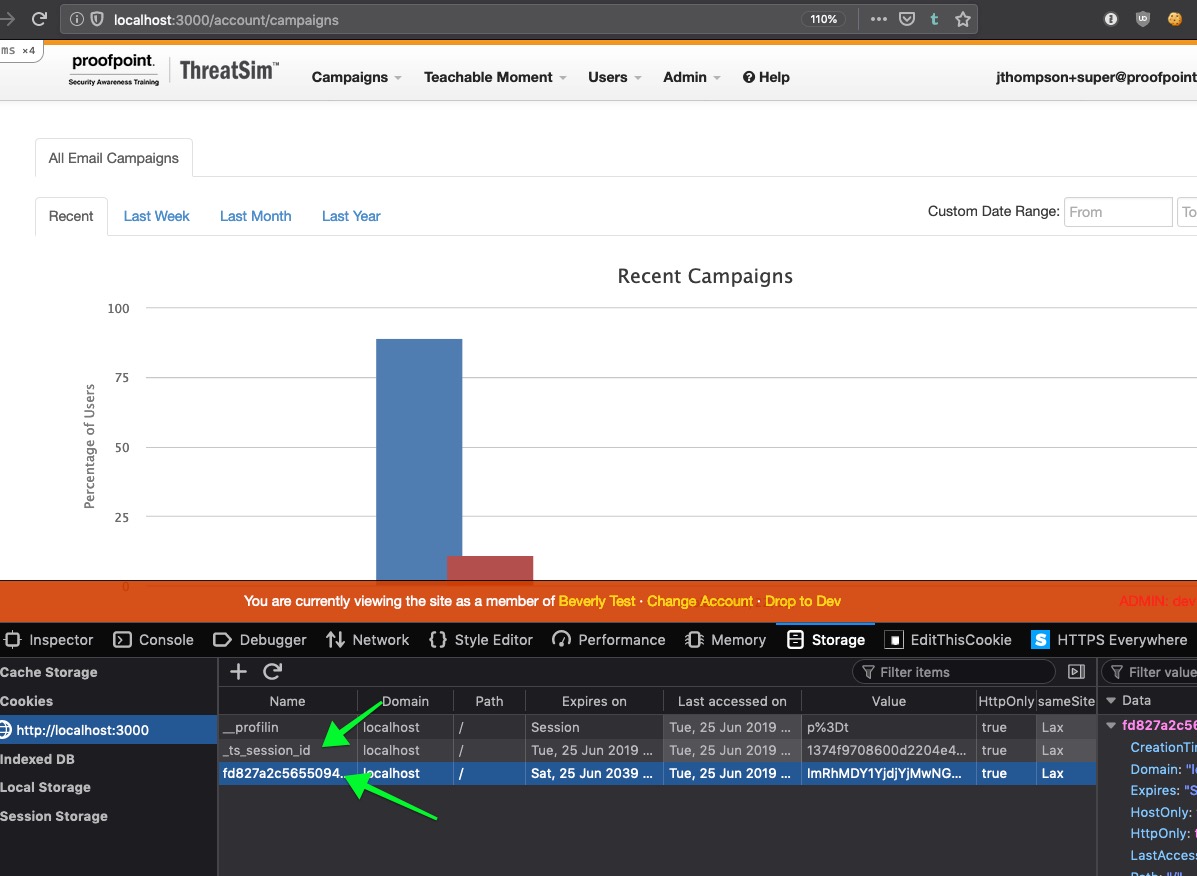 localhost:3000/account/campaigns 110% t
ms ×4
proofpoint. ThreatSim™
Security Awareness Training
Campaigns Teachable Moment Users Admin Help jthompson+super@proofpoint
All Email Campaigns
Recent Last Week Last Month Last Year Custom Date Range: From To
Recent Campaigns
100
75
50
25
0
Percentage of Users
You are currently viewing the site as a member of Beverly Test · Change Account · Drop to Dev ADMIN: dev
Inspector Console Debugger Network Style Editor Performance Memory Storage EditThisCookie S HTTPS Everywhere
Cache Storage Filter items Filter value
Cookies Name Domain Path Expires on Last accessed on Value HttpOnly sameSite Data
http://localhost:3000 __profilin localhost / Session Tue, 25 Jun 2019 ... p%3Dt true Lax fd827a2c56
_ts_session_id localhost / Tue, 25 Jun 2019 ... Tue, 25 Jun 2019 ... 1374f9708600d2204e4... true Lax CreationTi
Indexed DB fd827a2c5655094... localhost / Sat, 25 Jun 2039 ... Tue, 25 Jun 2019 ... ImRhMDY1YjdjYjMwNG... true Lax Domain: "lo
Local Storage Expires: "S
Session Storage HostOnly:
HttpOnly: t
LastAcces
Path: "/"